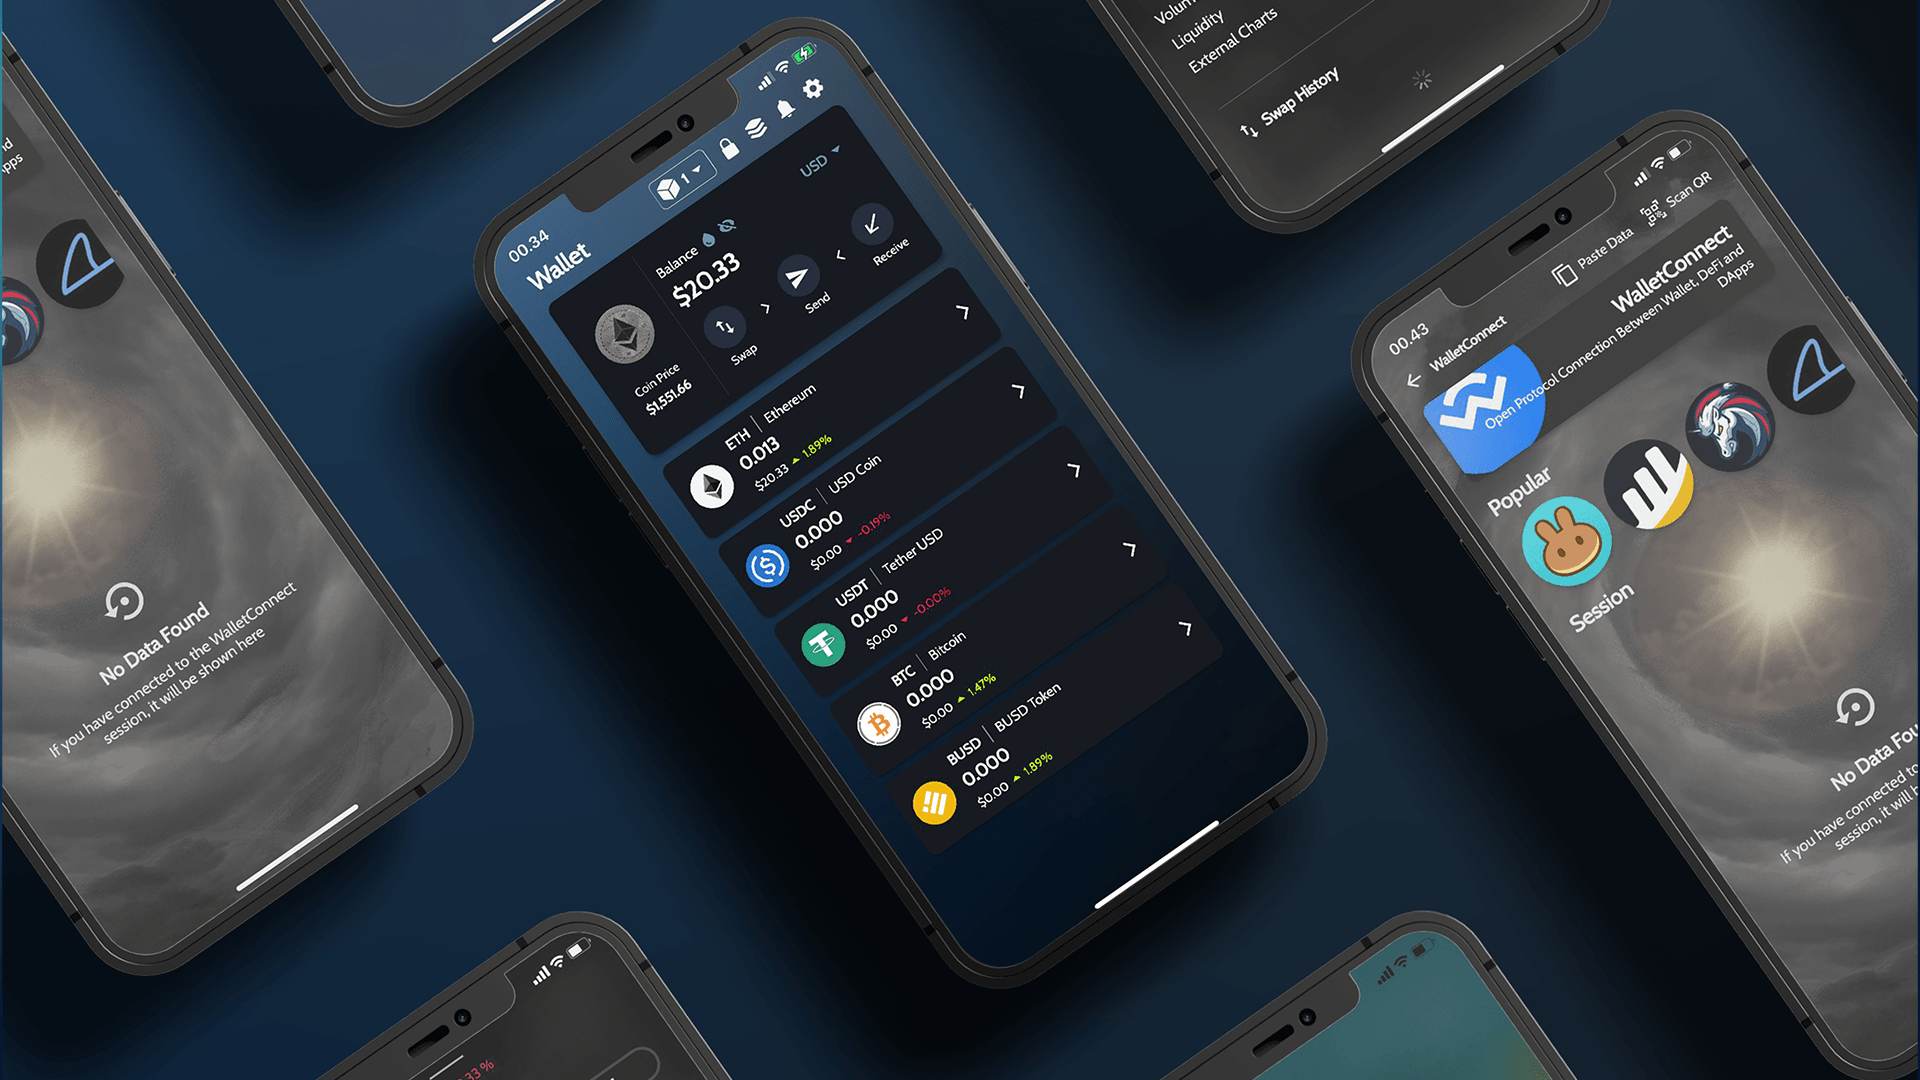 nd
pps
No Data Found
If you have connected to the WalletConnect
session, it will be shown here
00.34
Wallet
1
USD
Balance
$20.33
Coin Price
$1,551.66
Swap
Send
Receive
ETH | Ethereum
0.013
$20.33 1.89%
USDC | USD Coin
0.000
$0.00 -0.19%
USDT | Tether USD
0.000
$0.00 -0.00%
BTC | Bitcoin
0.000
$0.00 1.47%
BUSD | BUSD Token
0.000
$0.00 1.89%
Volum
Liquidity
External Charts
Swap History
00.43
WalletConnect
Paste Data
Scan QR
WalletConnect
Open Protocol Connection Between Wallet, DeFi and
DApps
Popular
Session
No Data Fou
If you have connected to
session, it will b
33 %